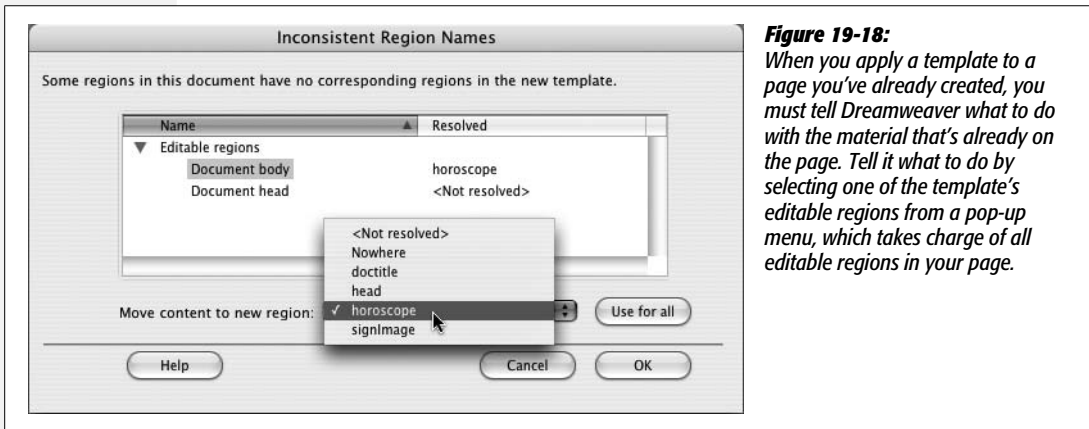 Inconsistent Region Names
Some regions in this document have no corresponding regions in the new template.
Name Resolved
Editable regions
Document body horoscope
Document head <Not resolved>
<Not resolved>
Nowhere
doctitle
head
Move content to new region: ✓ horoscope Use for all
signImage
Help Cancel OK
Figure 19-18:
When you apply a template to a
page you've already created, you
must tell Dreamweaver what to do
with the material that's already on
the page. Tell it what to do by
selecting one of the template's
editable regions from a pop-up
menu, which takes charge of all
editable regions in your page.